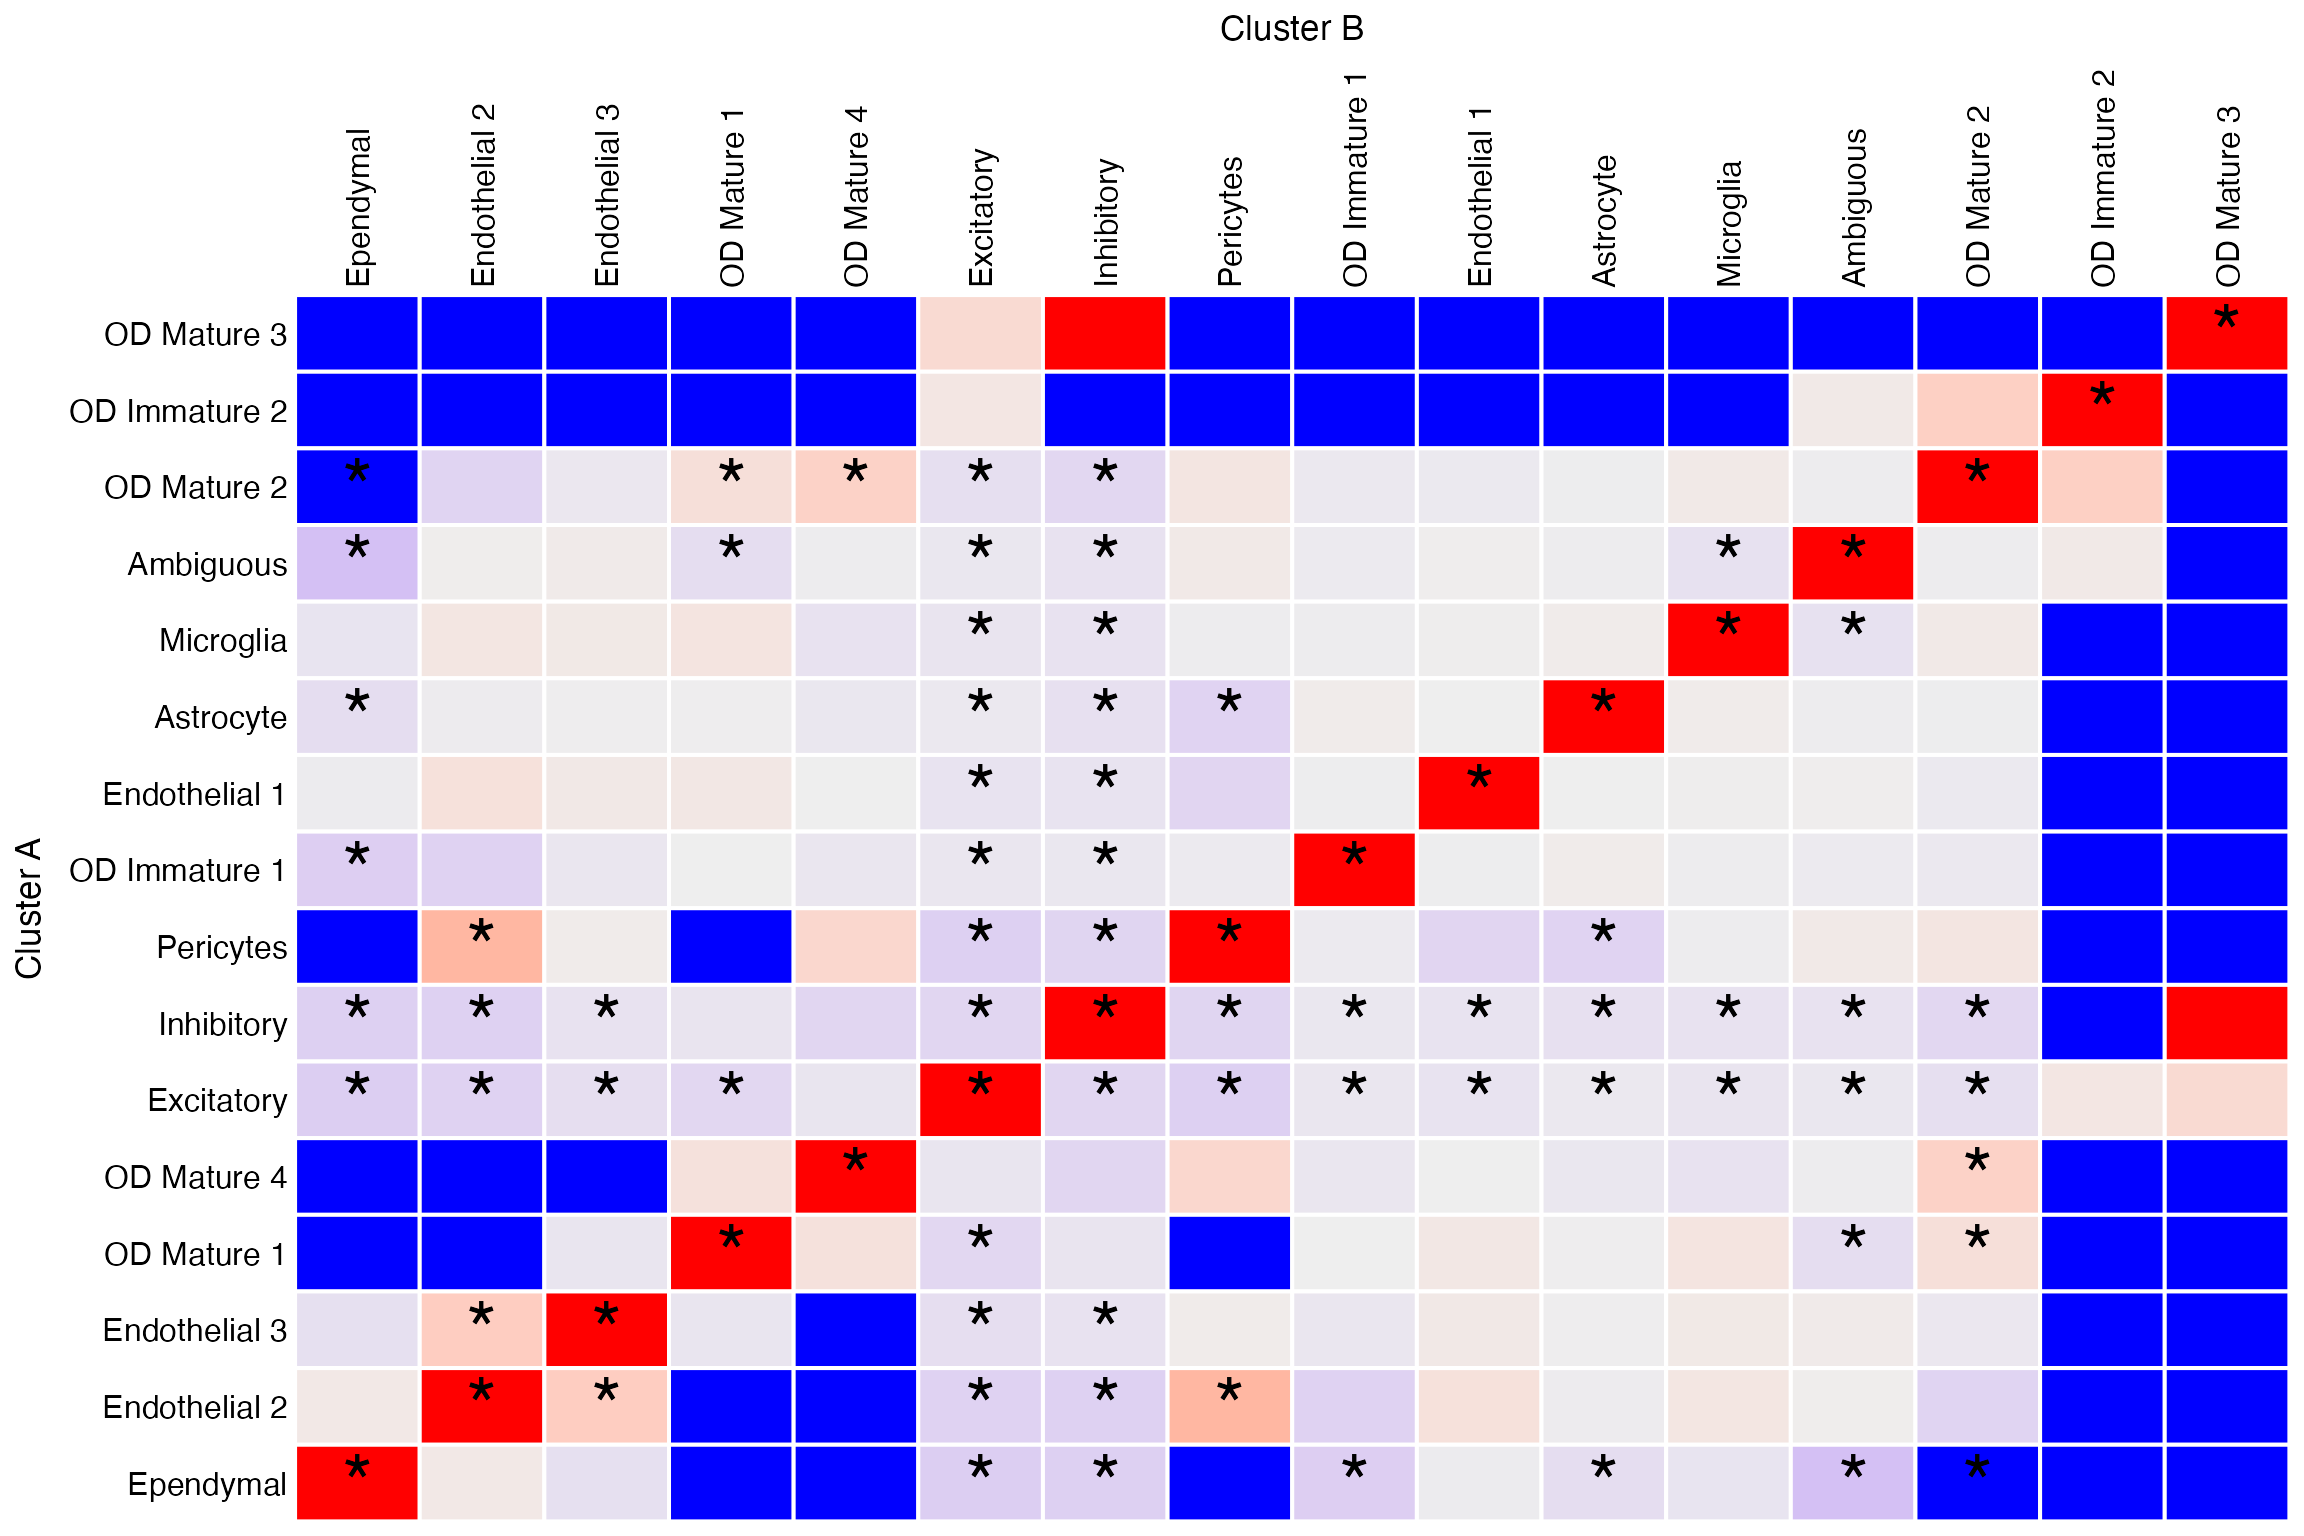 Cluster B
Ependymal
Endothelial 2
Endothelial 3
OD Mature 1
OD Mature 4
Excitatory
Inhibitory
Pericytes
OD Immature 1
Endothelial 1
Astrocyte
Microglia
Ambiguous
OD Mature 2
OD Immature 2
OD Mature 3
Cluster A
OD Mature 3 *
OD Immature 2 *
OD Mature 2 * * * * * *
Ambiguous * * * * * *
Microglia * * * *
Astrocyte * * * * *
Endothelial 1 * * *
OD Immature 1 * * * *
Pericytes * * * * *
Inhibitory * * * * * * * * * * * *
Excitatory * * * * * * * * * * * * *
OD Mature 4 * *
OD Mature 1 * * * *
Endothelial 3 * * * *
Endothelial 2 * * * * *
Ependymal * * * * * * *